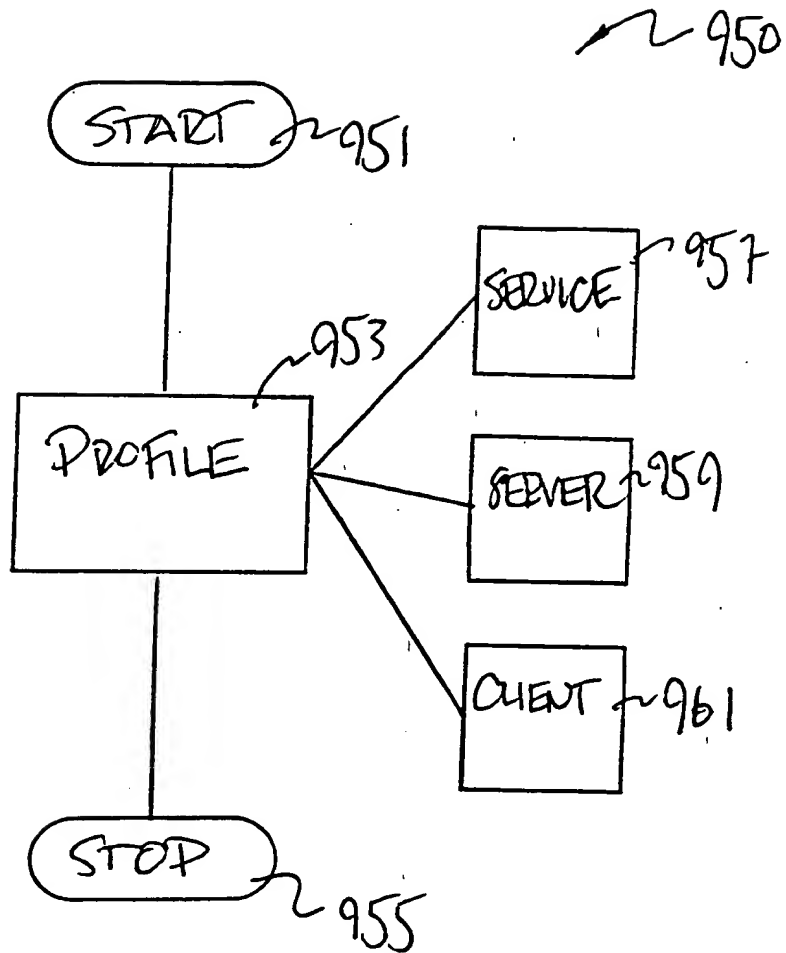 950
START
951
SERVICE
957
953
PROFILE
SERVER
959
CLIENT
961
STOP
955